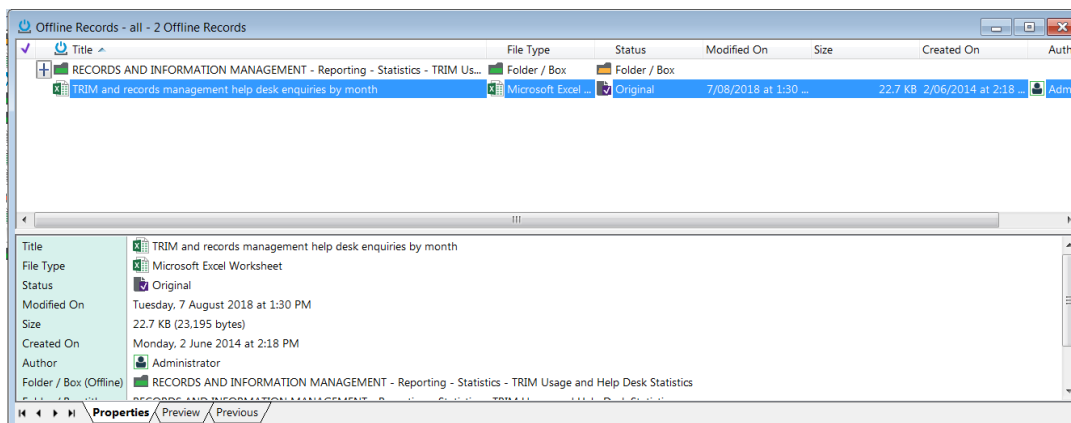 Offline Records - all - 2 Offline Records
Title File Type Status Modified On Size Created On Auth
RECORDS AND INFORMATION MANAGEMENT - Reporting - Statistics - TRIM Us... Folder / Box Folder / Box
TRIM and records management help desk enquiries by month Microsoft Excel ... Original 7/08/2018 at 1:30 ... 22.7 KB 2/06/2014 at 2:18 ... Adm
Title TRIM and records management help desk enquiries by month
File Type Microsoft Excel Worksheet
Status Original
Modified On Tuesday, 7 August 2018 at 1:30 PM
Size 22.7 KB (23,195 bytes)
Created On Monday, 2 June 2014 at 2:18 PM
Author Administrator
Folder / Box (Offline) RECORDS AND INFORMATION MANAGEMENT - Reporting - Statistics - TRIM Usage and Help Desk Statistics
Properties Preview Previous